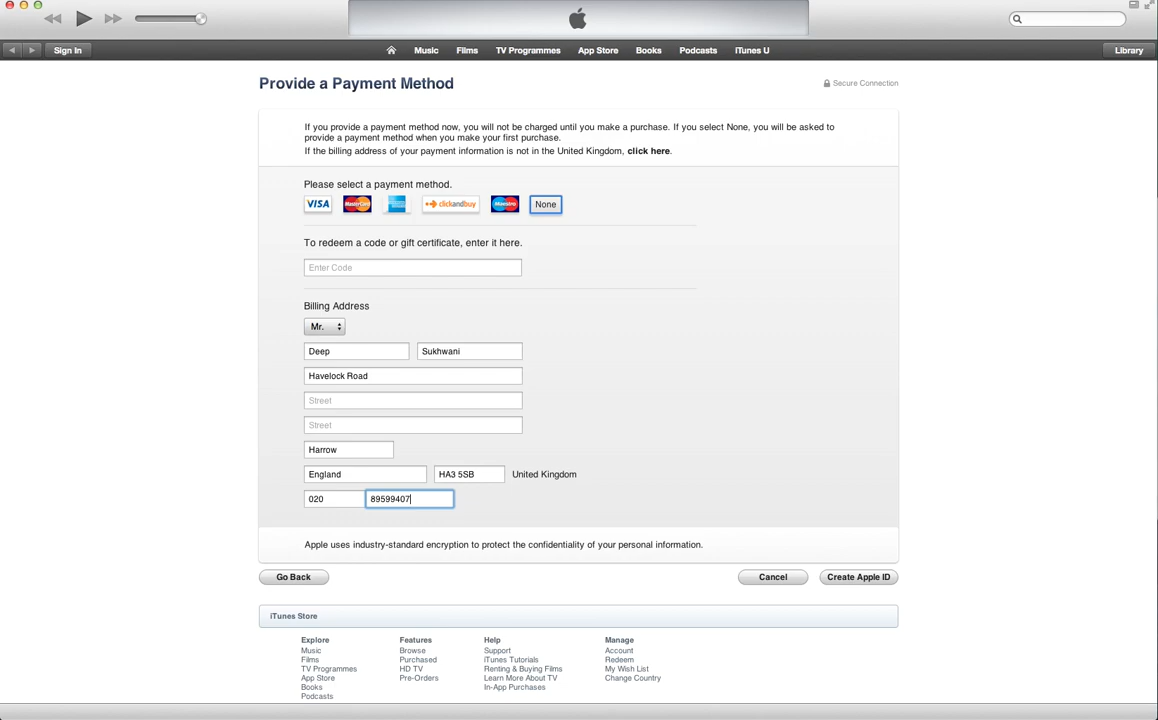 Sign In
Music Films TV Programmes App Store Books Podcasts iTunes U
Library
Provide a Payment Method
Secure Connection
If you provide a payment method now, you will not be charged until you make a purchase. If you select None, you will be asked to
provide a payment method when you make your first purchase.
If the billing address of your payment information is not in the United Kingdom, click here.
Please select a payment method.
VISA MasterCard clickandbuy Maestro None
To redeem a code or gift certificate, enter it here.
Enter Code
Billing Address
Mr.
Deep Sukhwani
Havelock Road
Street
Street
Harrow
England HA3 5SB United Kingdom
020 89599407
Apple uses industry-standard encryption to protect the confidentiality of your personal information.
Go Back Cancel Create Apple ID
iTunes Store
Explore Features Help Manage
Music Browse Support Account
Films Purchased iTunes Tutorials Redeem
TV Programmes HD TV Renting & Buying Films My Wish List
App Store Pre-Orders Learn More About TV Change Country
Books In-App Purchases
Podcasts